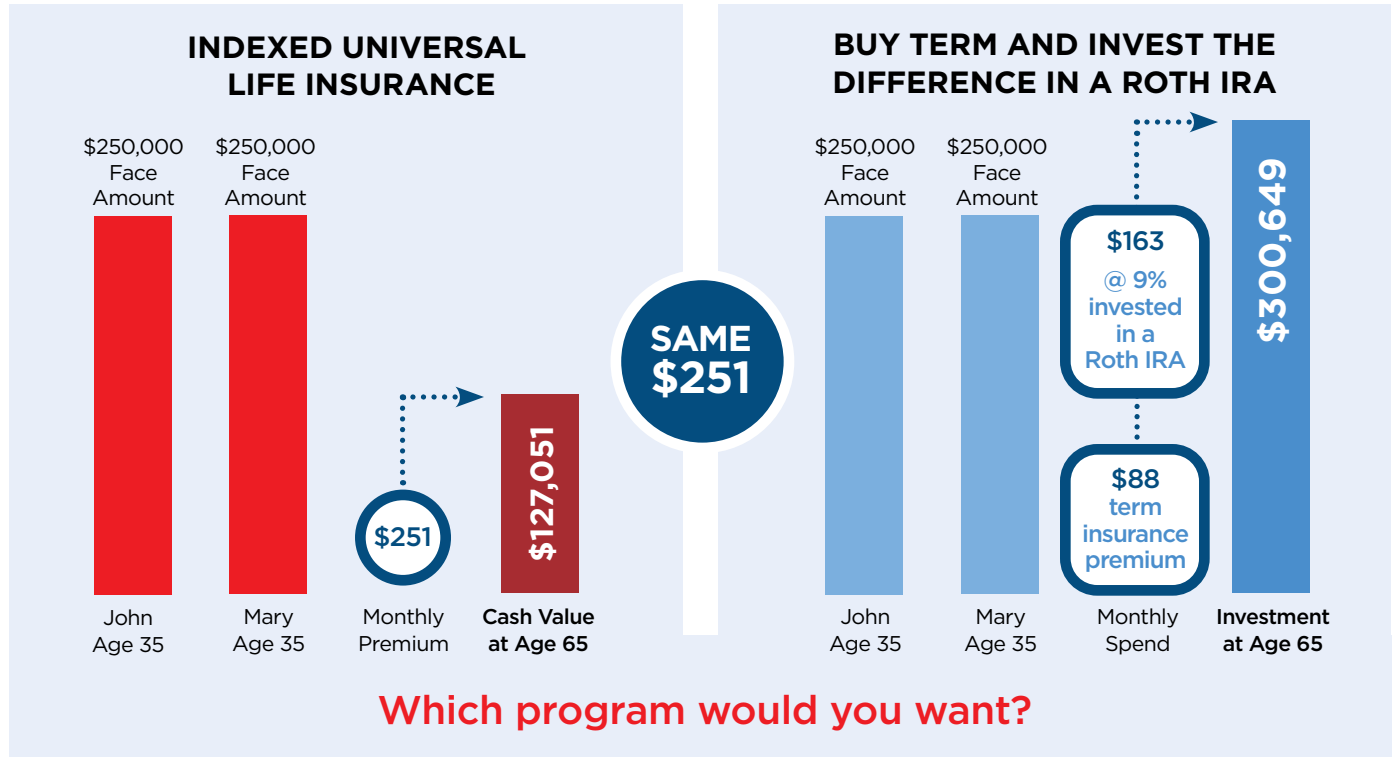 INDEXED UNIVERSAL
LIFE INSURANCE
$250,000
Face
Amount
$250,000
Face
Amount
$251
$127,051
John
Age 35
Mary
Age 35
Monthly
Premium
Cash Value
at Age 65
SAME
$251
BUY TERM AND INVEST THE
DIFFERENCE IN A ROTH IRA
$250,000
Face
Amount
$250,000
Face
Amount
$163
@ 9%
invested
in a
Roth IRA
$88
term
insurance
premium
$300,649
John
Age 35
Mary
Age 35
Monthly
Spend
Investment
at Age 65
Which program would you want?